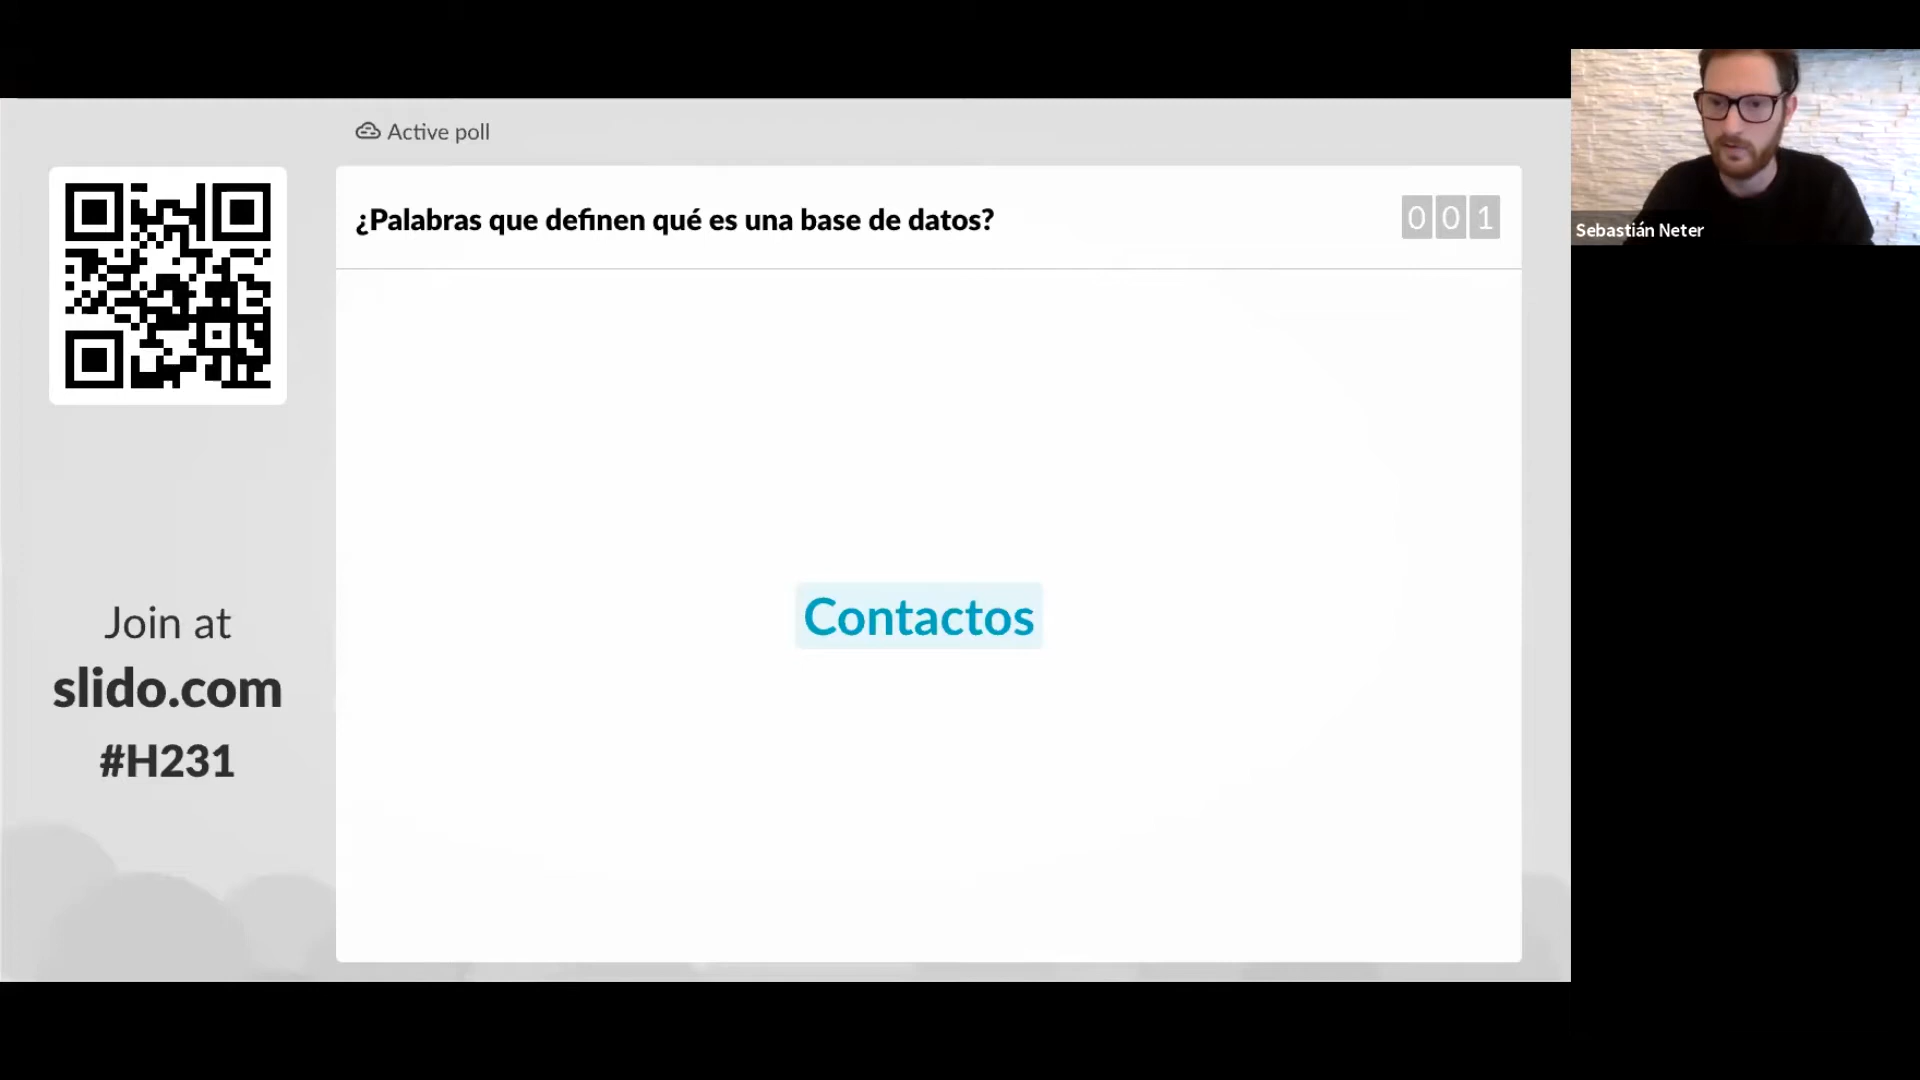 Active poll
¿Palabras que definen qué es una base de datos?
001
Contactos
Join at
slido.com
#H231
Sebastián Neter